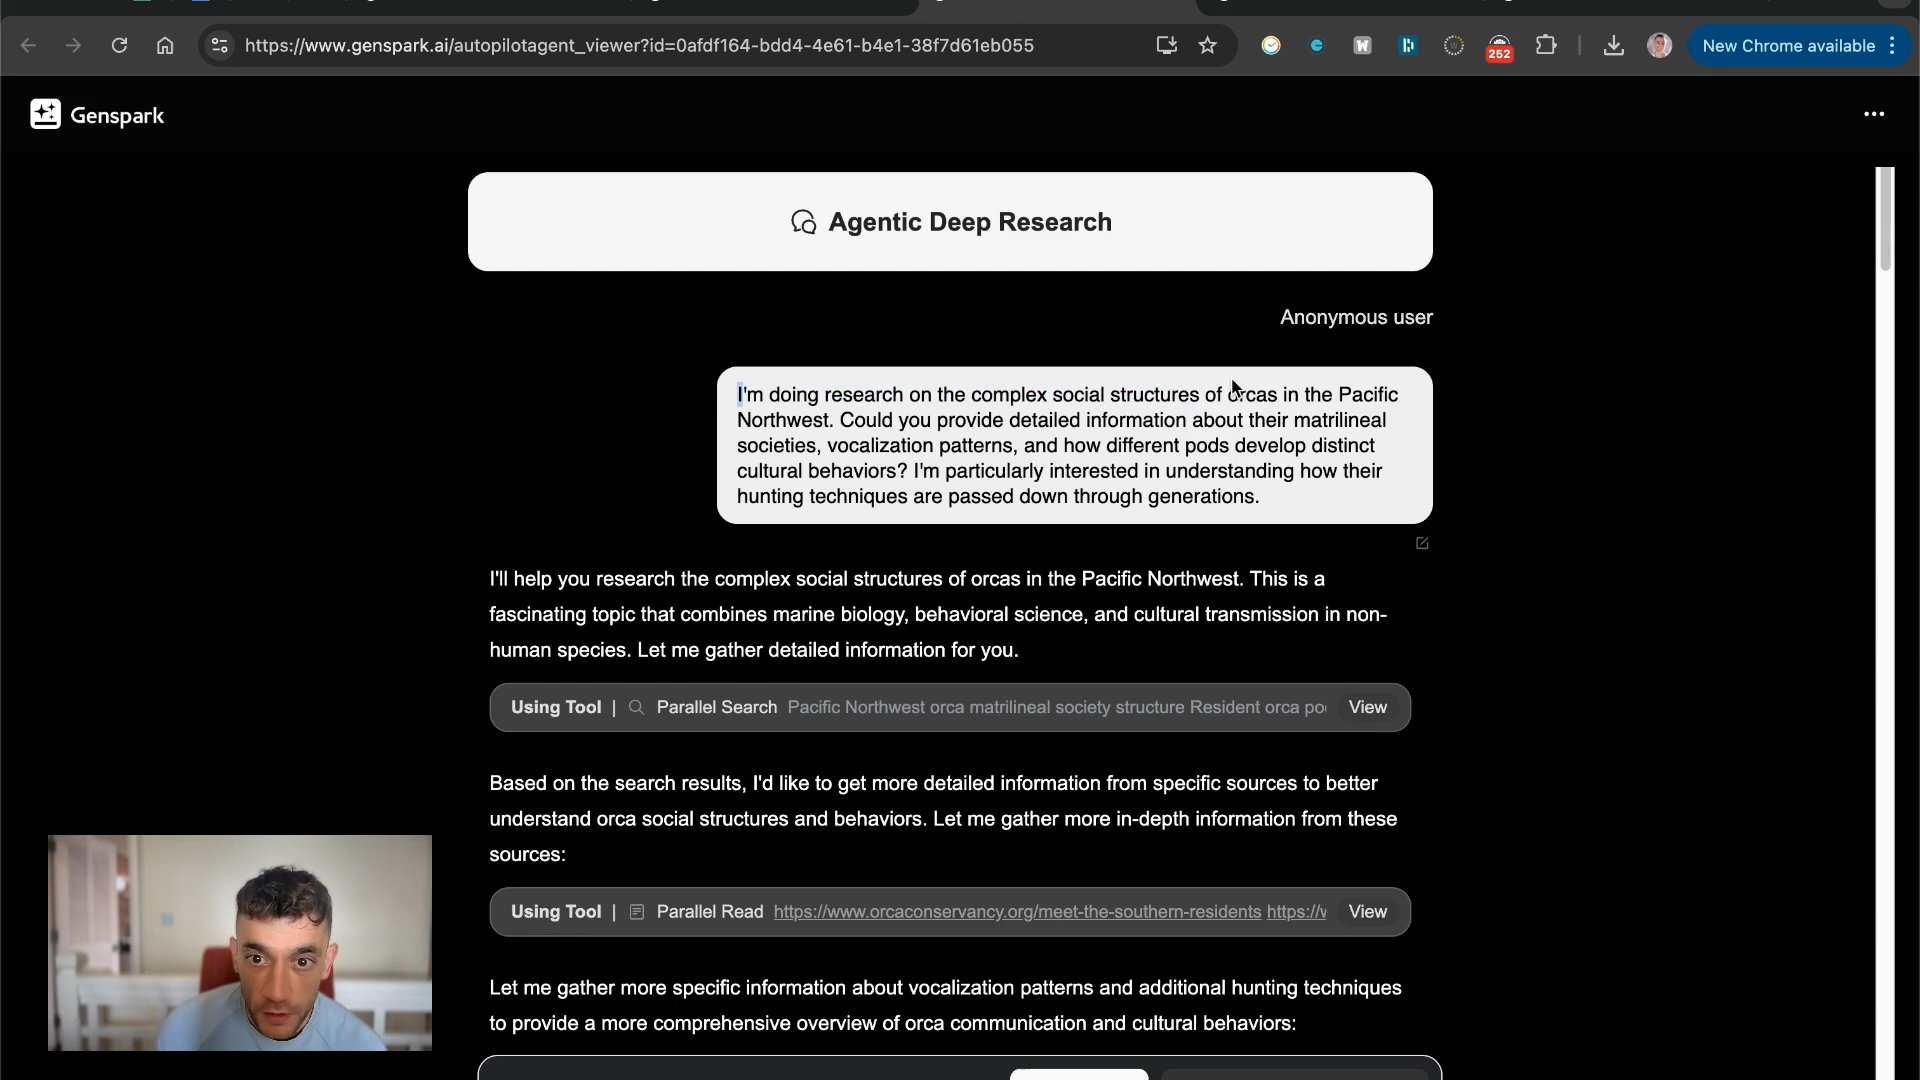 https://www.genspark.ai/autopilotagent_viewer?id=0afdf164-bdd4-4e61-b4e1-38f7d61eb055
252
New Chrome available
Genspark
Agentic Deep Research
Anonymous user
I'm doing research on the complex social structures of orcas in the Pacific
Northwest. Could you provide detailed information about their matrilineal
societies, vocalization patterns, and how different pods develop distinct
cultural behaviors? I'm particularly interested in understanding how their
hunting techniques are passed down through generations.
I'll help you research the complex social structures of orcas in the Pacific Northwest. This is a
fascinating topic that combines marine biology, behavioral science, and cultural transmission in non-
human species. Let me gather detailed information for you.
Using Tool | Parallel Search Pacific Northwest orca matrilineal society structure Resident orca po View
Based on the search results, I'd like to get more detailed information from specific sources to better
understand orca social structures and behaviors. Let me gather more in-depth information from these
sources:
Using Tool | Parallel Read https://www.orcaconservancy.org/meet-the-southern-residents https:// View
Let me gather more specific information about vocalization patterns and additional hunting techniques
to provide a more comprehensive overview of orca communication and cultural behaviors: